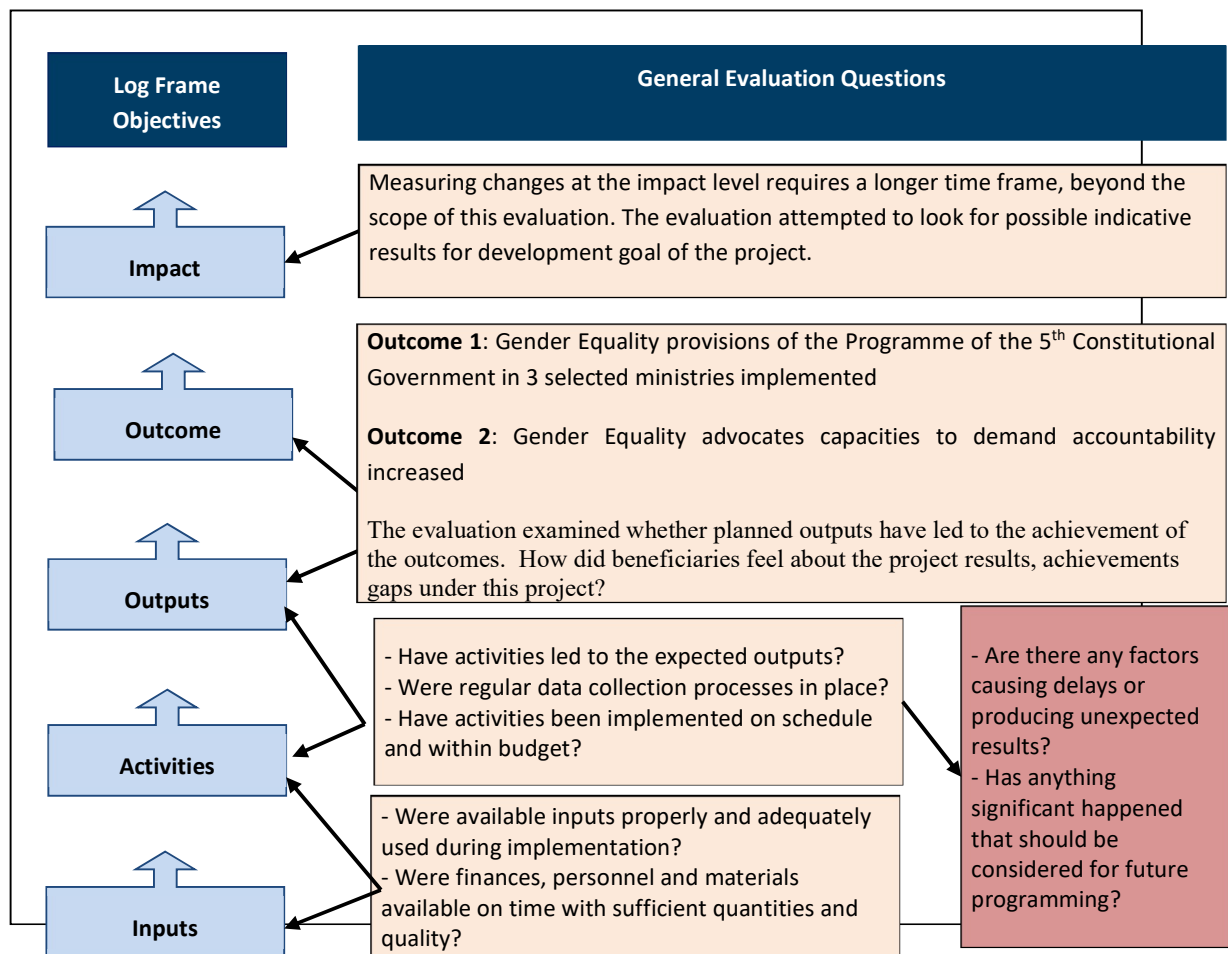 Log Frame
Objectives
General Evaluation Questions
Impact
Measuring changes at the impact level requires a longer time frame, beyond the
scope of this evaluation. The evaluation attempted to look for possible indicative
results for development goal of the project.
Outcome
Outcome 1: Gender Equality provisions of the Programme of the 5th Constitutional
Government in 3 selected ministries implemented
Outcome 2: Gender Equality advocates capacities to demand accountability
increased
The evaluation examined whether planned outputs have led to the achievement of
the outcomes. How did beneficiaries feel about the project results, achievements
gaps under this project?
Outputs
- Have activities led to the expected outputs?
- Were regular data collection processes in place?
- Have activities been implemented on schedule
and within budget?
Activities
- Are there any factors
causing delays or
producing unexpected
results?
- Has anything
significant happened
that should be
considered for future
programming?
- Were available inputs properly and adequately
used during implementation?
- Were finances, personnel and materials
available on time with sufficient quantities and
quality?
Inputs